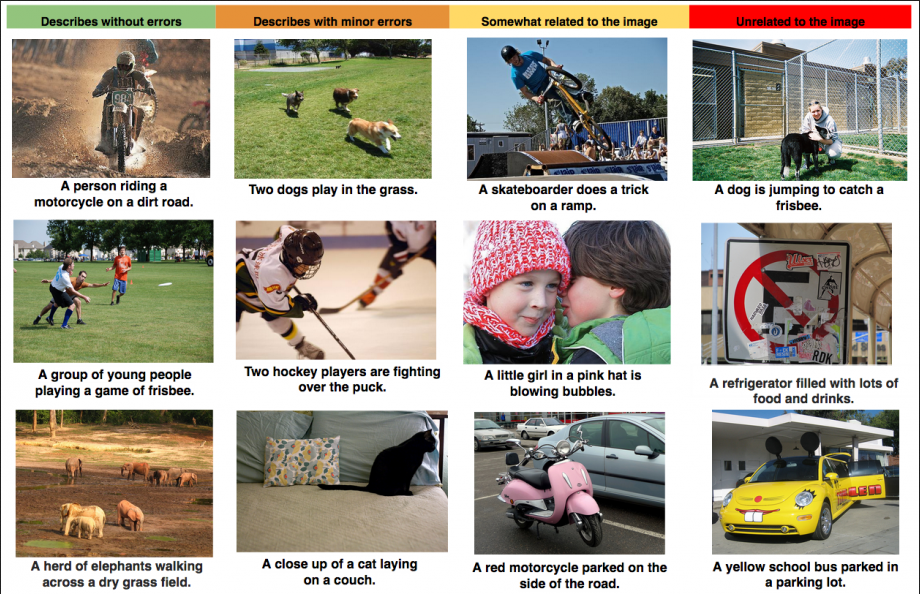 Describes without errors
Describes with minor errors
Somewhat related to the image
Unrelated to the image
A person riding a
motorcycle on a dirt road.
Two dogs play in the grass.
A skateboarder does a trick
on a ramp.
A dog is jumping to catch a
frisbee.
A group of young people
playing a game of frisbee.
Two hockey players are fighting
over the puck.
A little girl in a pink hat is
blowing bubbles.
RDK
A refrigerator filled with lots of
food and drinks.
A herd of elephants walking
across a dry grass field.
A close up of a cat laying
on a couch.
A red motorcycle parked on the
side of the road.
A yellow school bus parked in
a parking lot.